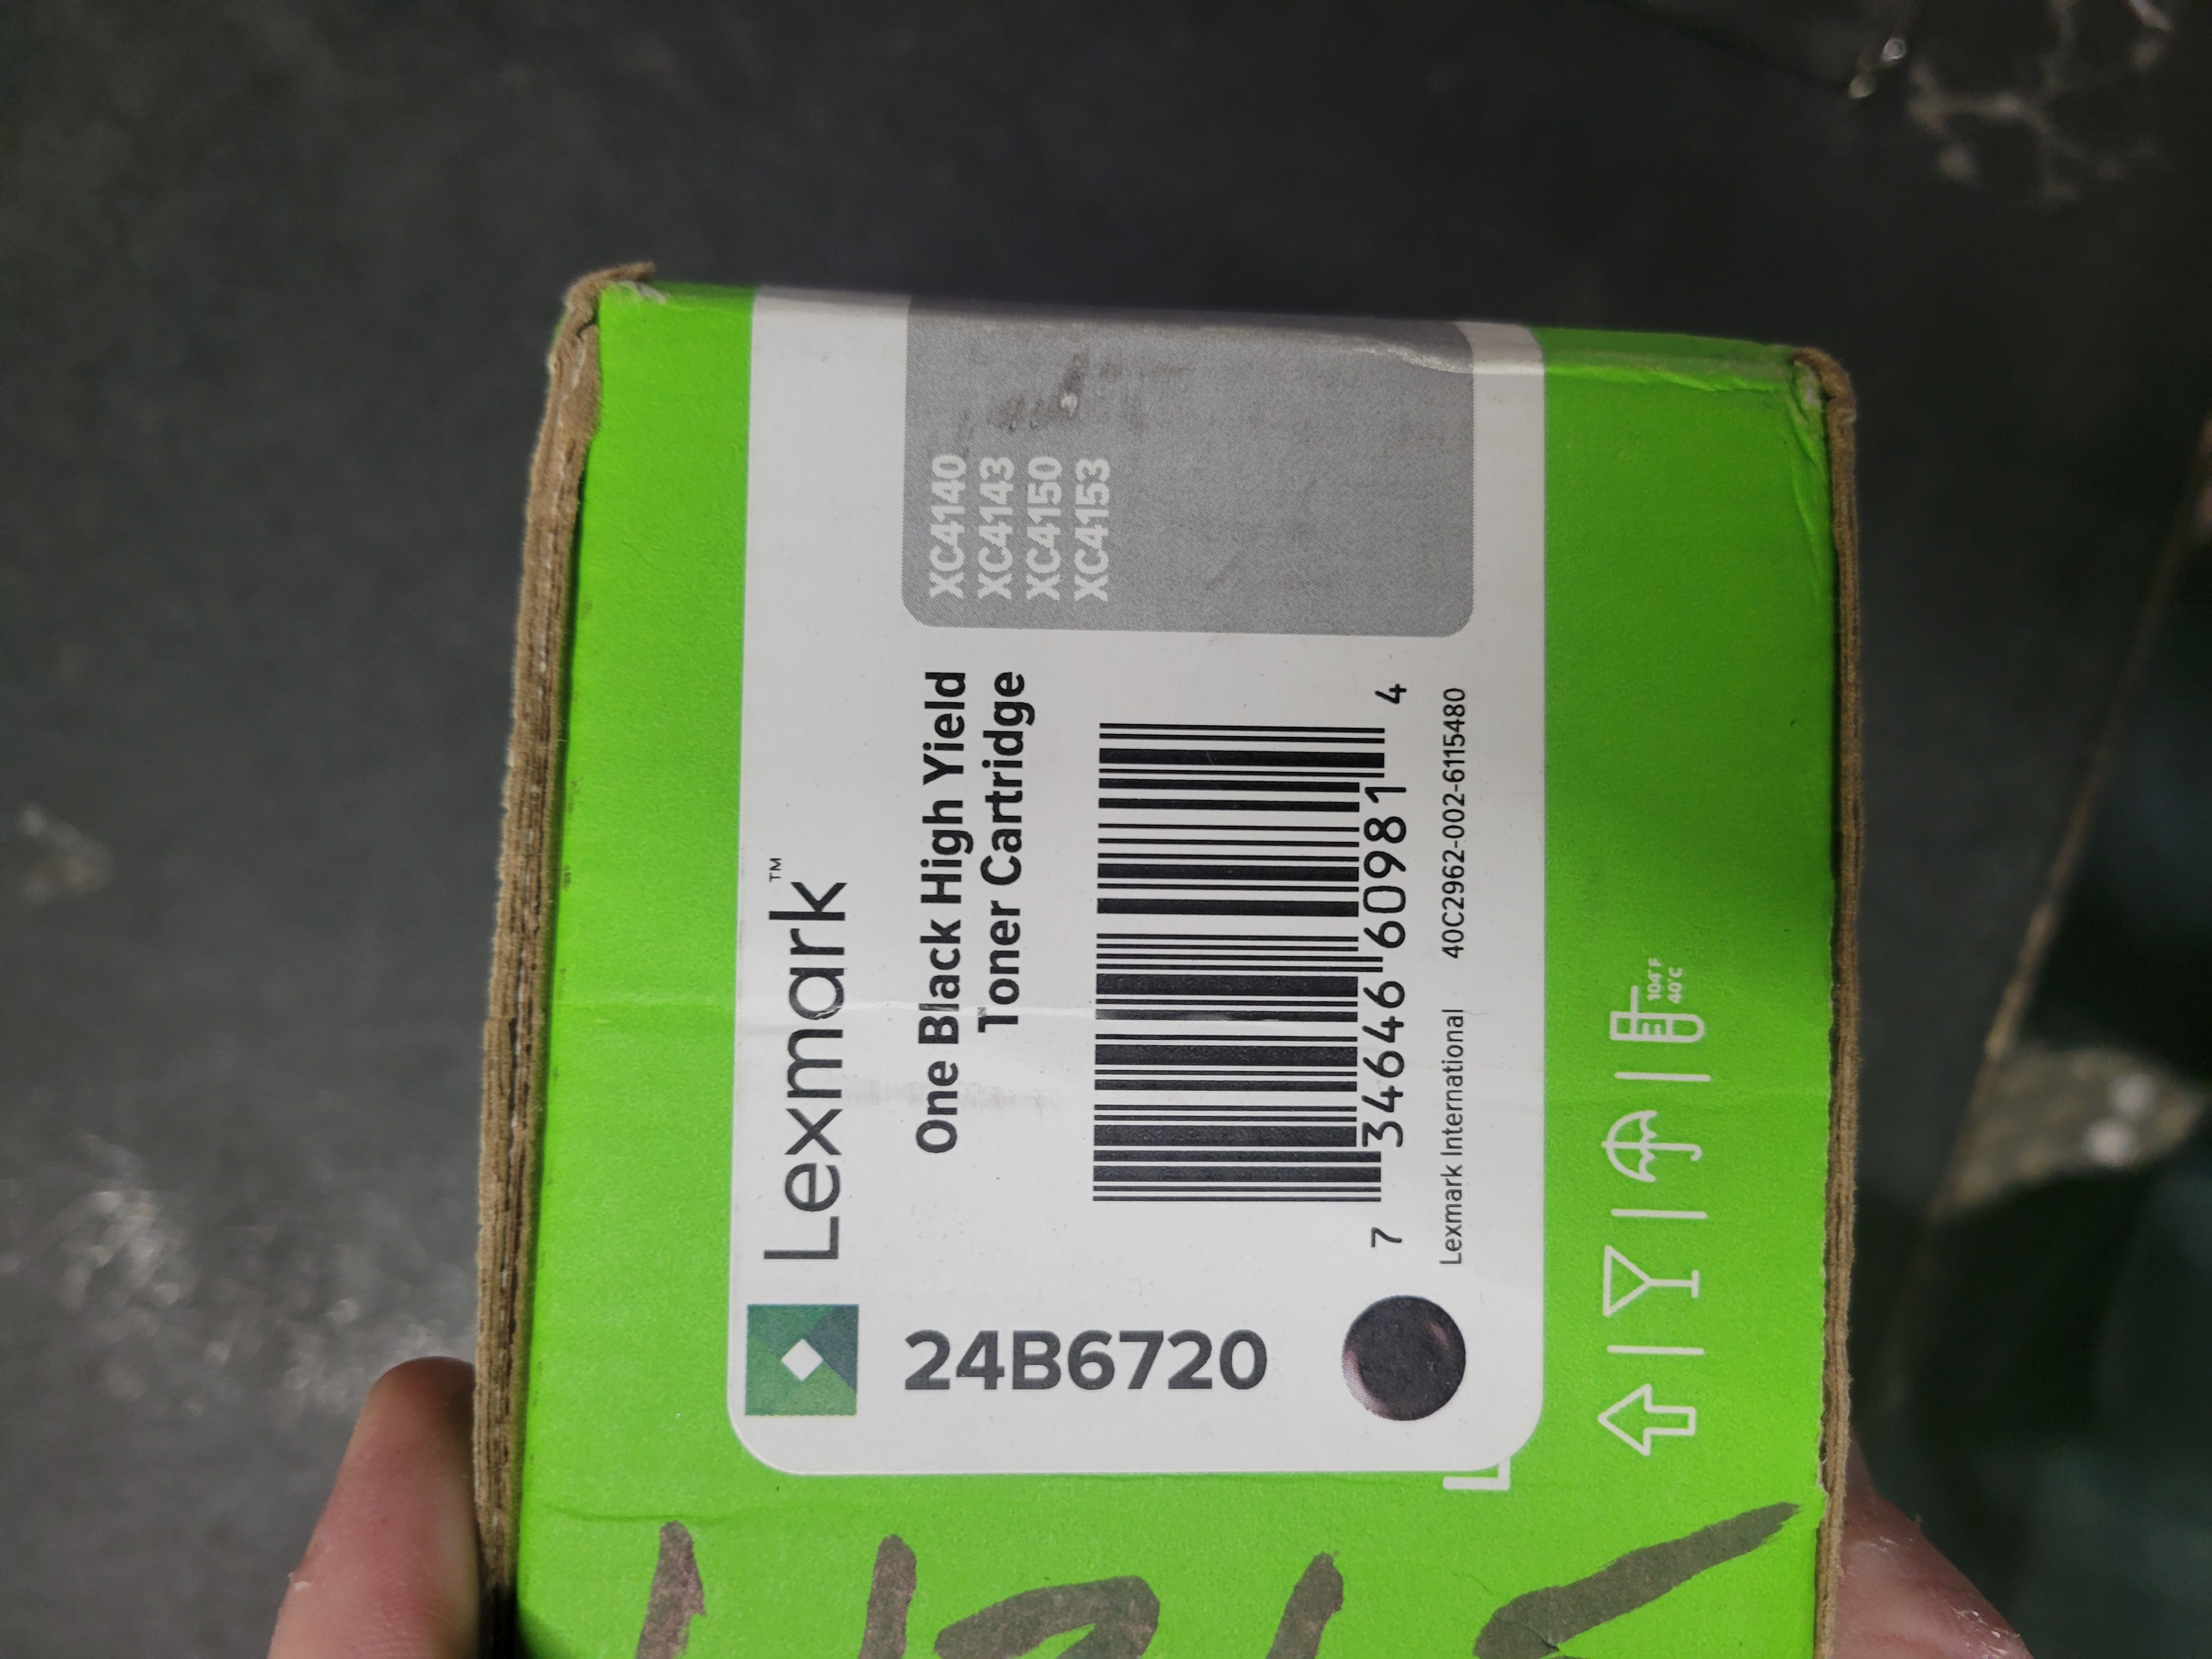 Lexmark™
24B6720
One Black High Yield
Toner Cartridge
XC4140
XC4143
XC4150
XC4153
7 34646 60981 4
Lexmark International 40C2962-002-6115480
104°F
40°C